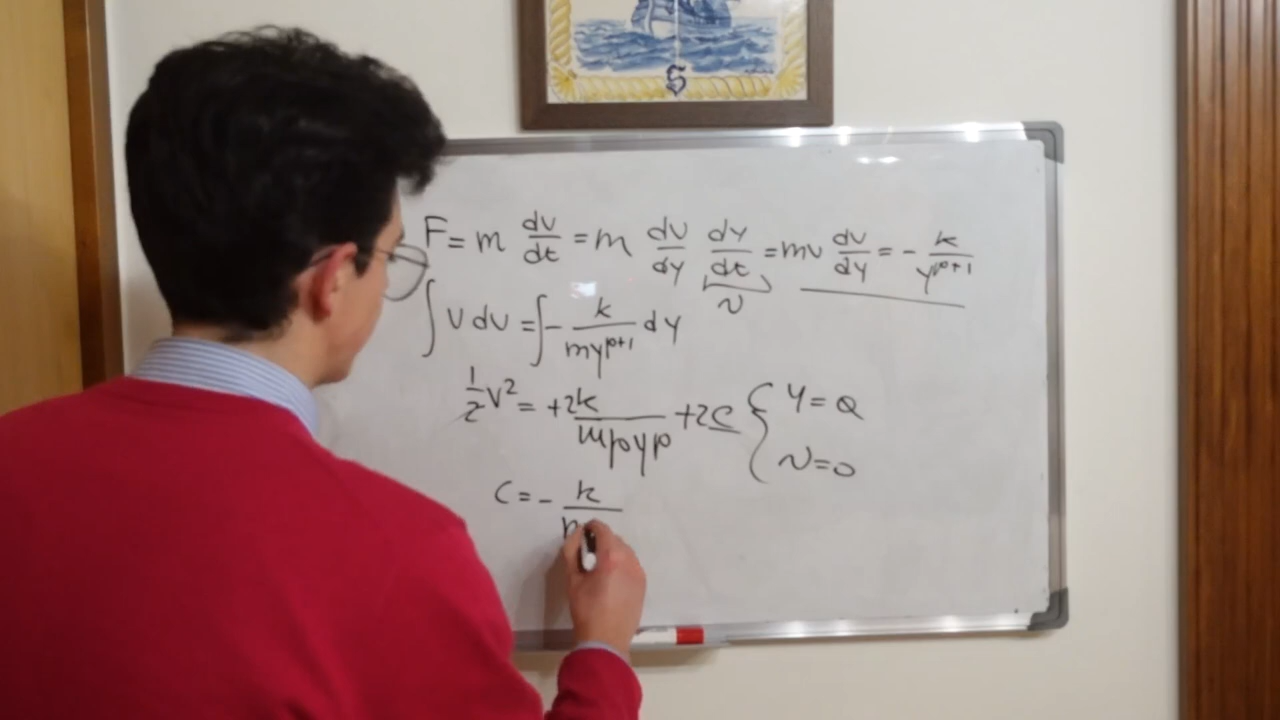 S
F = m dv/dt = m dv/dy dy/dt = mv dv/dy = - k/y^{p+1}
v
∫ v dv = ∫ - k/my^{p+1} dy
1/2 v² = +2k/mpy^p + 2C { y = a
v = 0
C = - k/